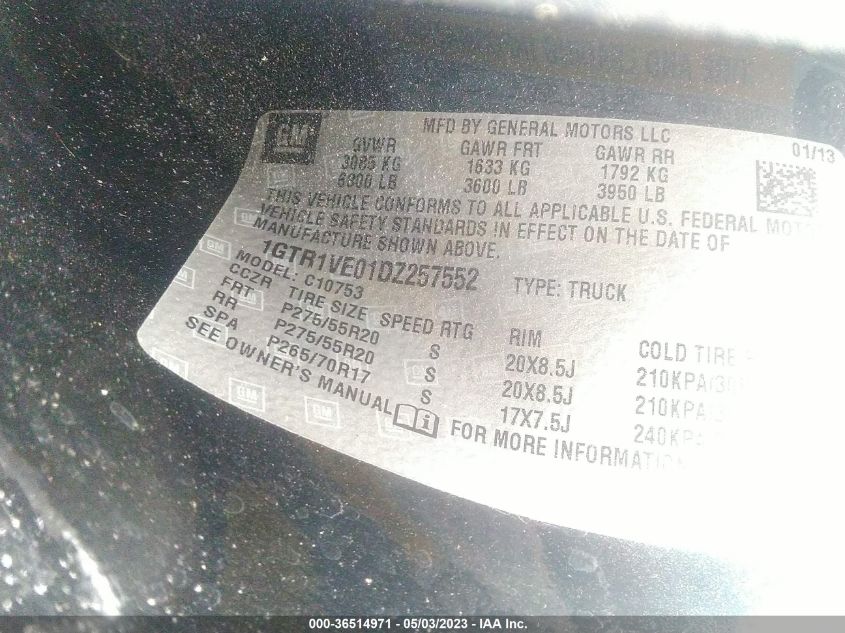 GM
MFD BY GENERAL MOTORS LLC
01/13
GVWR GAWR FRT GAWR RR
3085 KG 1633 KG 1792 KG
6800 LB 3600 LB 3950 LB
THIS VEHICLE CONFORMS TO ALL APPLICABLE U.S. FEDERAL
VEHICLE SAFETY STANDARDS IN EFFECT ON THE DATE OF
MANUFACTURE SHOWN ABOVE.
1GTR1VE01DZ257552 TYPE: TRUCK
MODEL: C10753
CCZR TIRE SIZE SPEED RTG RIM COLD TIRE
FRT P275/55R20 S 20X8.5J 210KPA
RR P275/55R20 S 20X8.5J 210KPA
SPA P265/70R17 S 17X7.5J 240KPA
SEE OWNER'S MANUAL FOR MORE INFORMATION
000-36514971 - 05/03/2023 - IAA Inc.